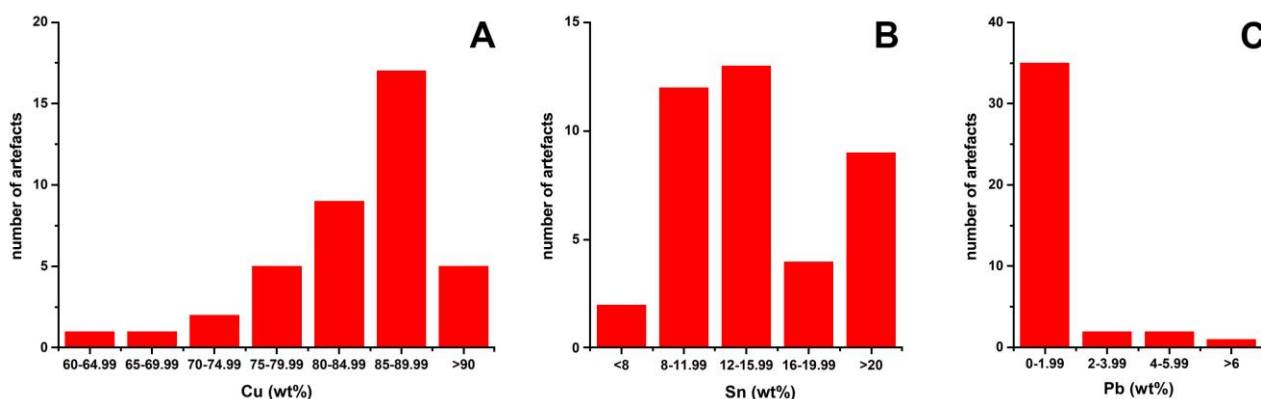 A
number of artefacts
20
15
10
5
0
60-64.99 65-69.99 70-74.99 75-79.99 80-84.99 85-89.99 >90
Cu (wt%)
B
number of artefacts
15
10
5
0
<8 8-11.99 12-15.99 16-19.99 >20
Sn (wt%)
C
number of artefacts
40
30
20
10
0
0-1.99 2-3.99 4-5.99 >6
Pb (wt%)